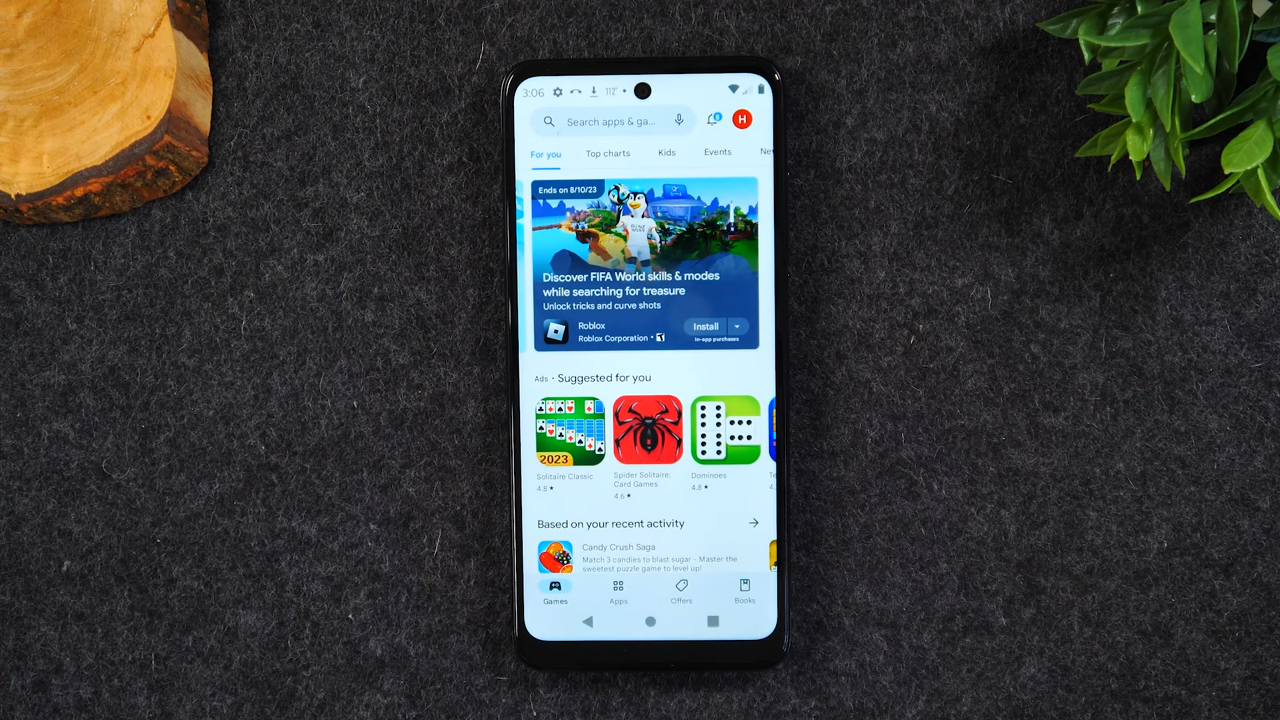 3:06 112°
Search apps & ga...
8
H
For you Top charts Kids Events Ne
Ends on 8/10/23
Discover FIFA World skills & modes
while searching for treasure
Unlock tricks and curve shots
Roblox
Roblox Corporation • T
Install
In-app purchases
Ads • Suggested for you
2023
Solitaire Classic
4.8 ★
Spider Solitaire:
Card Games
4.6 ★
Dominoes
4.8 ★
Te
4.
Based on your recent activity
Candy Crush Saga
Match 3 candies to blast sugar - Master the
sweetest puzzle game to level up!
Games Apps Offers Books